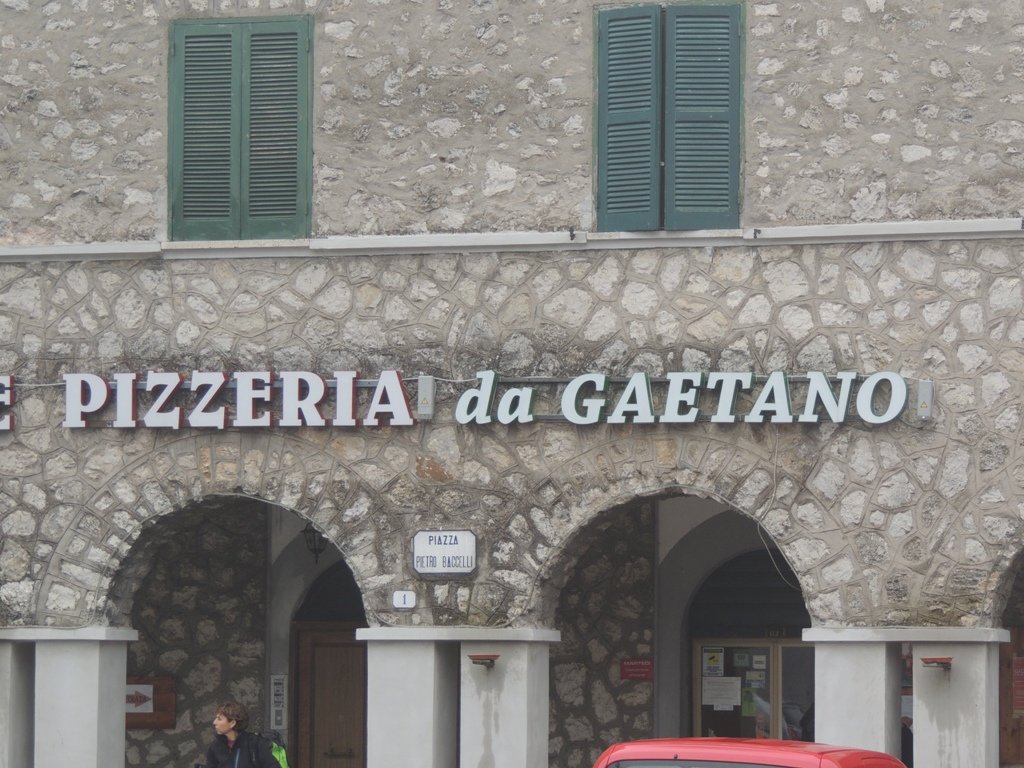 E PIZZERIA da GAETANO
PIAZZA
PIETRO BACCELLI
1